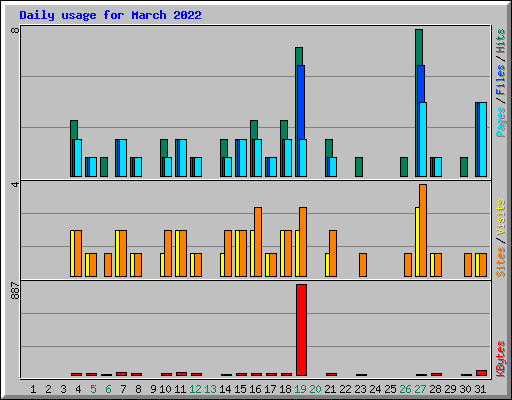 Daily usage for March 2022
8
4
887
Pages / Files / Hits
Sites / Visits
KBytes
1 2 3 4 5 6 7 8 9 10 11 12 13 14 15 16 17 18 19 20 21 22 23 24 25 26 27 28 29 30 31